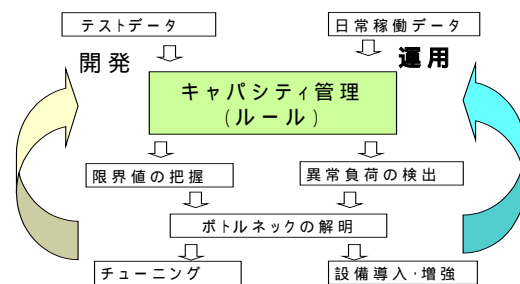 テストデータ
日常稼働データ
開発
運用
キャパシティ管理
(ルール)
限界値の把握
異常負荷の検出
ボトルネックの解明
チューニング
設備導入・増強